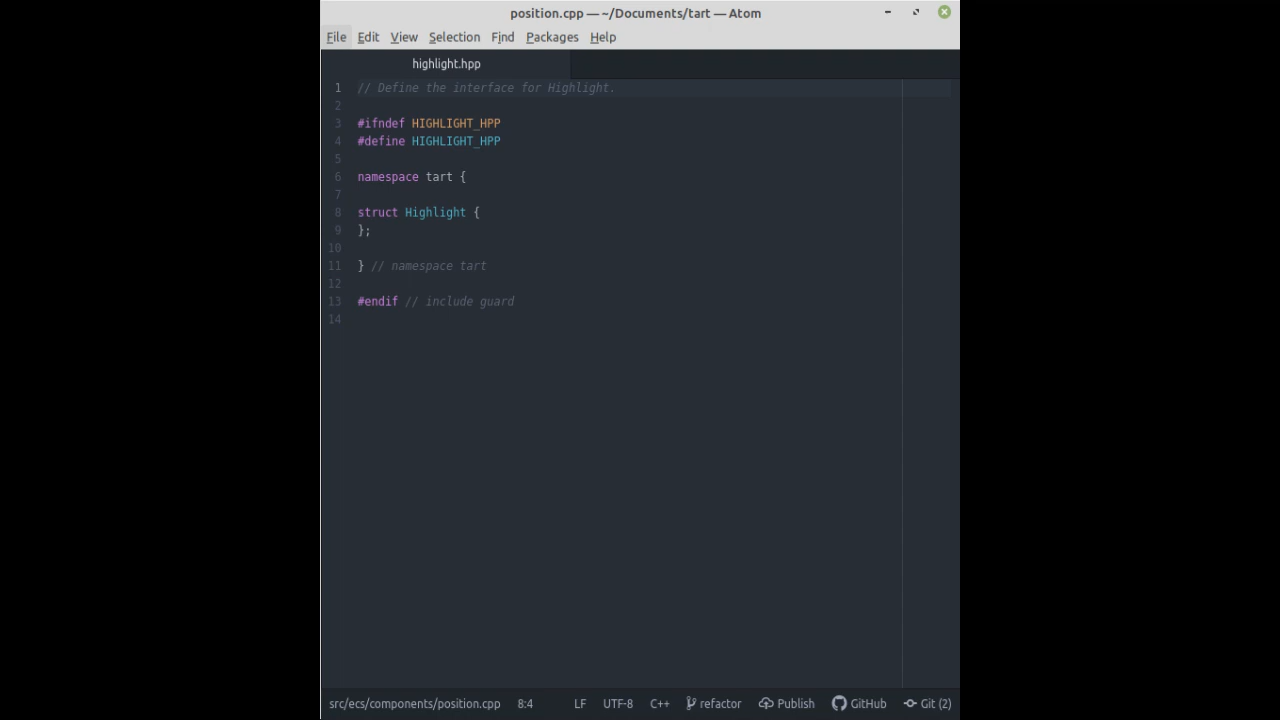 position.cpp — ~/Documents/tart — Atom
File Edit View Selection Find Packages Help
highlight.hpp
1 // Define the interface for Highlight.
2
3 #ifndef HIGHLIGHT_HPP
4 #define HIGHLIGHT_HPP
5
6 namespace tart {
7
8 struct Highlight {
9 };
10
11 } // namespace tart
12
13 #endif // include guard
14
src/ecs/components/position.cpp 8:4 LF UTF-8 C++ refactor Publish GitHub Git (2)